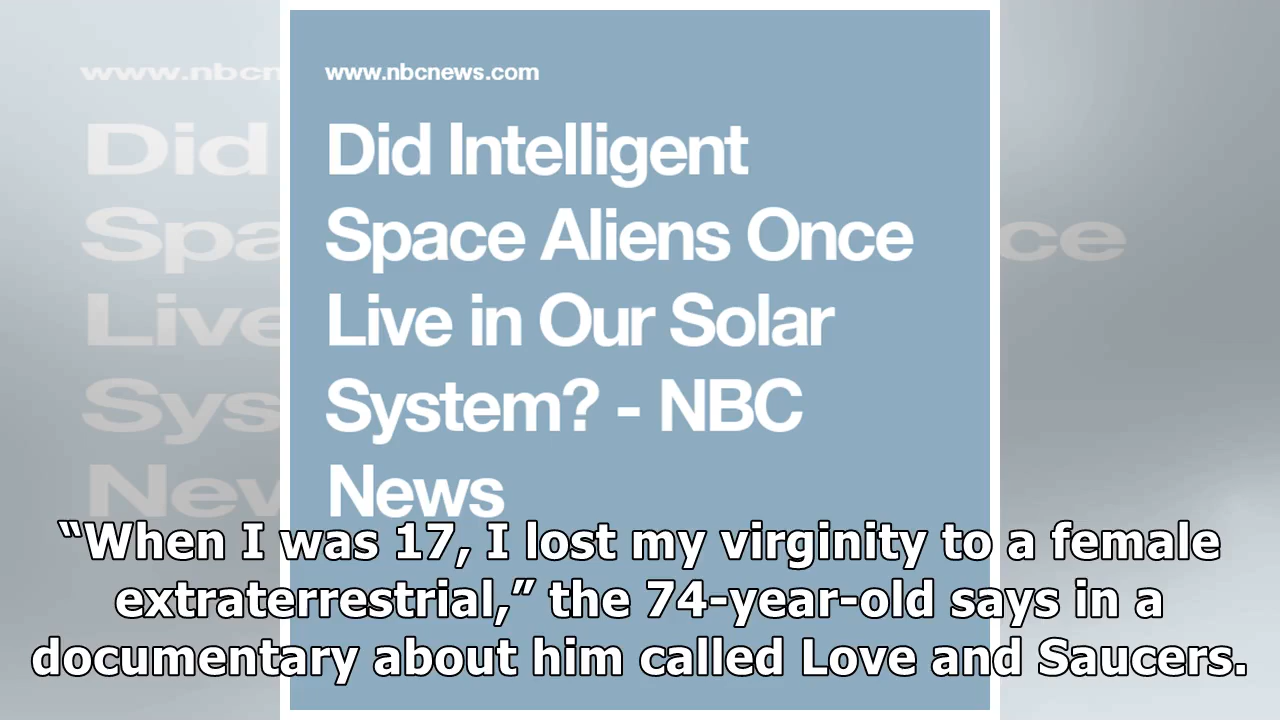 www.nbcnews.com
Did Intelligent
Space Aliens Once
Live in Our Solar
System? - NBC
News
“When I was 17, I lost my virginity to a female
extraterrestrial,” the 74-year-old says in a
documentary about him called Love and Saucers.